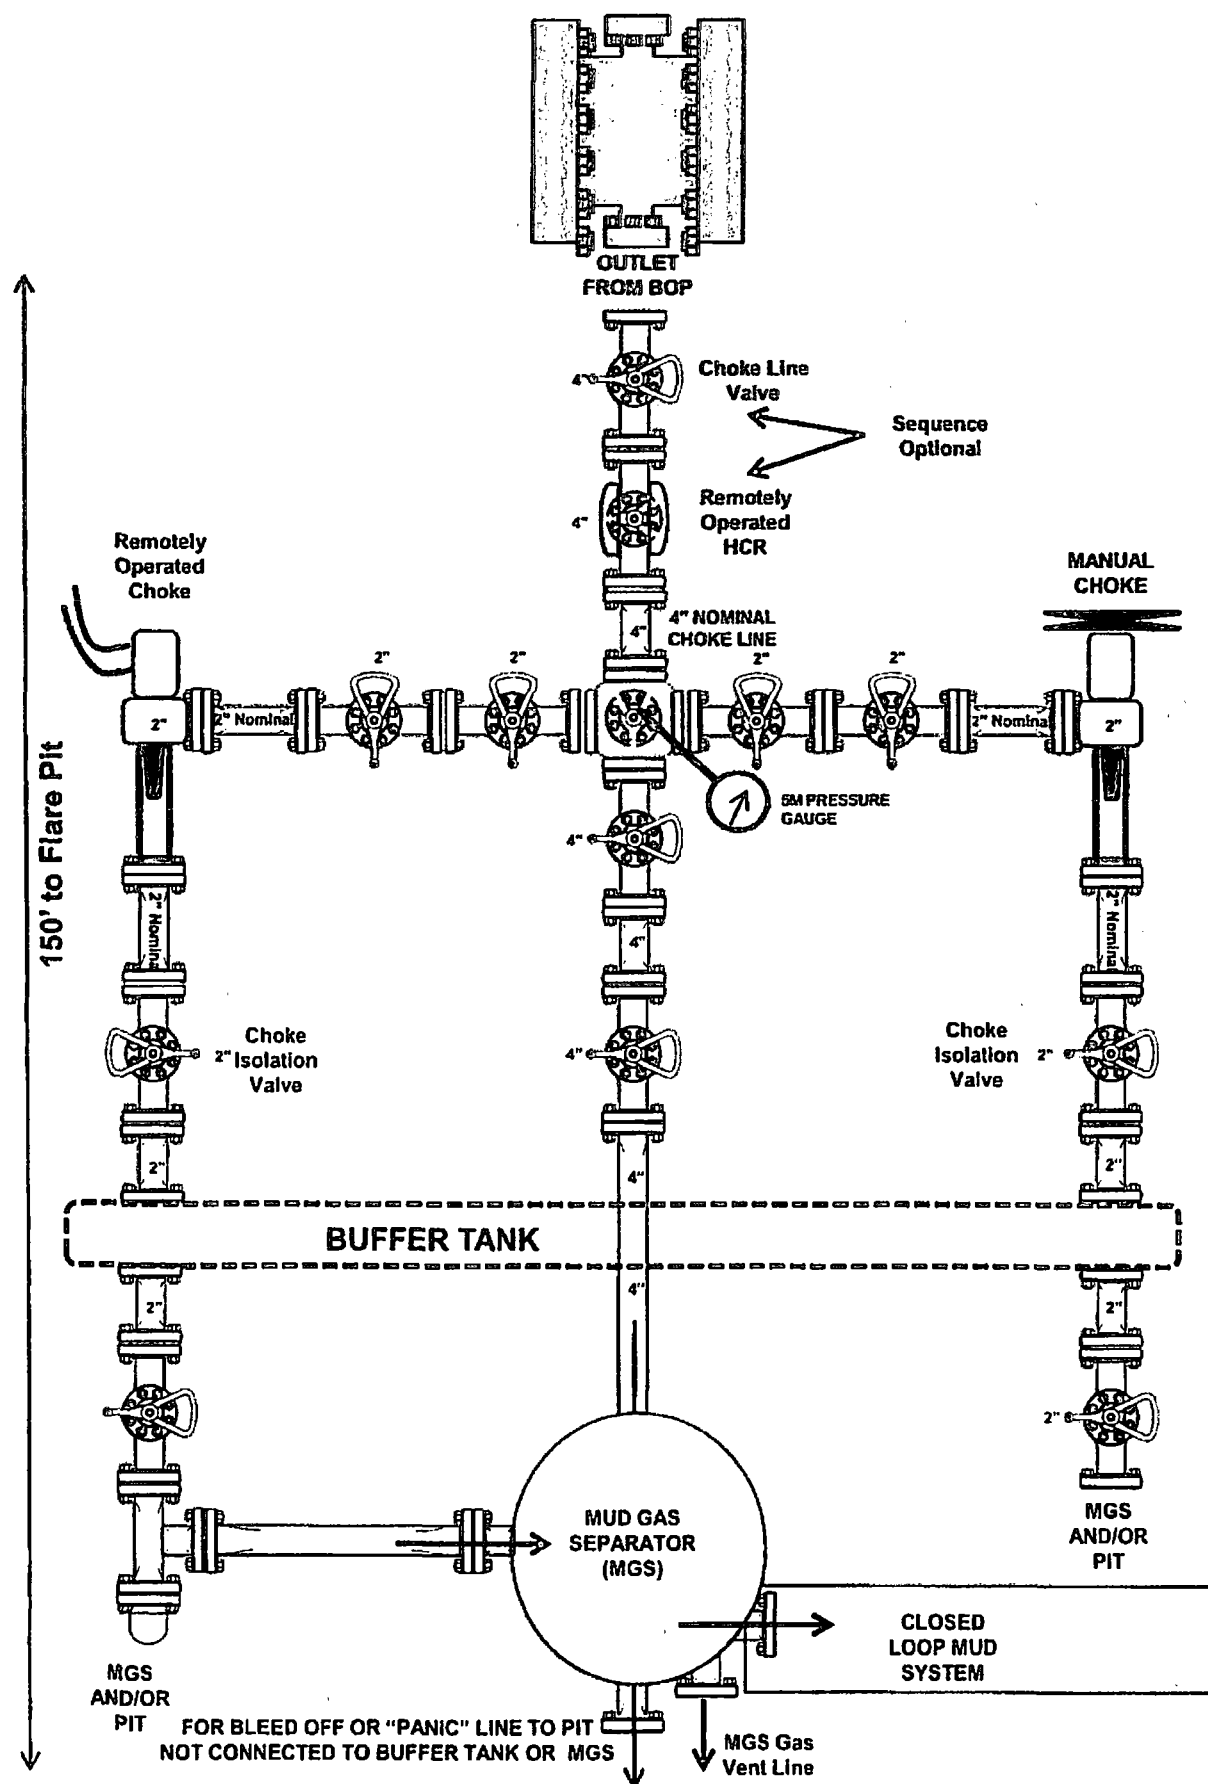 OUTLET
FROM BOP
4"
Choke Line
Valve
Sequence
Optional
4"
Remotely
Operated
HCR
Remotely
Operated
Choke
MANUAL
CHOKE
4"
4" NOMINAL
CHOKE LINE
2"
2"
2"
2"
2"
2" Nominal
2" Nominal
2"
5M PRESSURE
GAUGE
4"
150' to Flare Pit
2" Nominal
4"
2" Nominal
Choke
2" Isolation
Valve
4"
Choke
Isolation
Valve
2"
2"
4"
2"
BUFFER TANK
2"
4"
2"
2"
MUD GAS
SEPARATOR
(MGS)
MGS
AND/OR
PIT
CLOSED
LOOP MUD
SYSTEM
MGS
AND/OR
PIT
FOR BLEED OFF OR "PANIC" LINE TO PIT
NOT CONNECTED TO BUFFER TANK OR MGS
MGS Gas
Vent Line